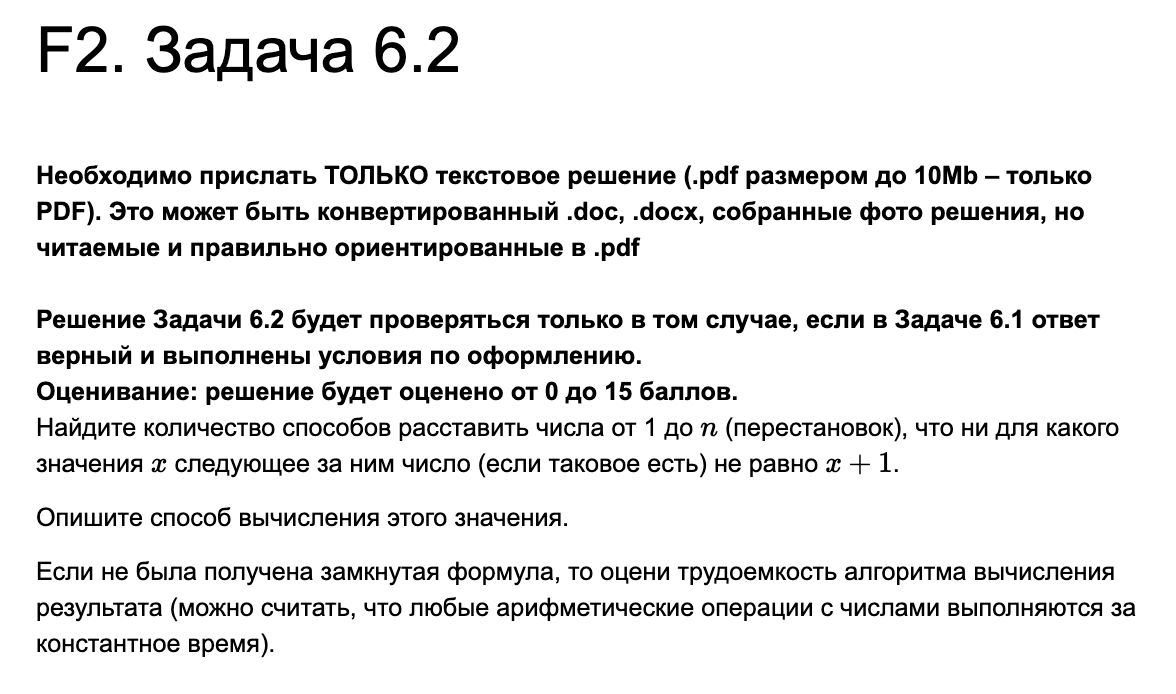 F2. Задача 6.2
Необходимо прислать ТОЛЬКО текстовое решение (.pdf размером до 10Mb – только
PDF). Это может быть конвертированный .doc, .docx, собранные фото решения, но
читаемые и правильно ориентированные в .pdf
Решение Задачи 6.2 будет проверяться только в том случае, если в Задаче 6.1 ответ
верный и выполнены условия по оформлению.
Оценивание: решение будет оценено от 0 до 15 баллов.
Найдите количество способов расставить числа от 1 до n (перестановок), что ни для какого
значения x следующее за ним число (если таковое есть) не равно x + 1.
Опишите способ вычисления этого значения.
Если не была получена замкнутая формула, то оцени трудоемкость алгоритма вычисления
результата (можно считать, что любые арифметические операции с числами выполняются за
константное время).